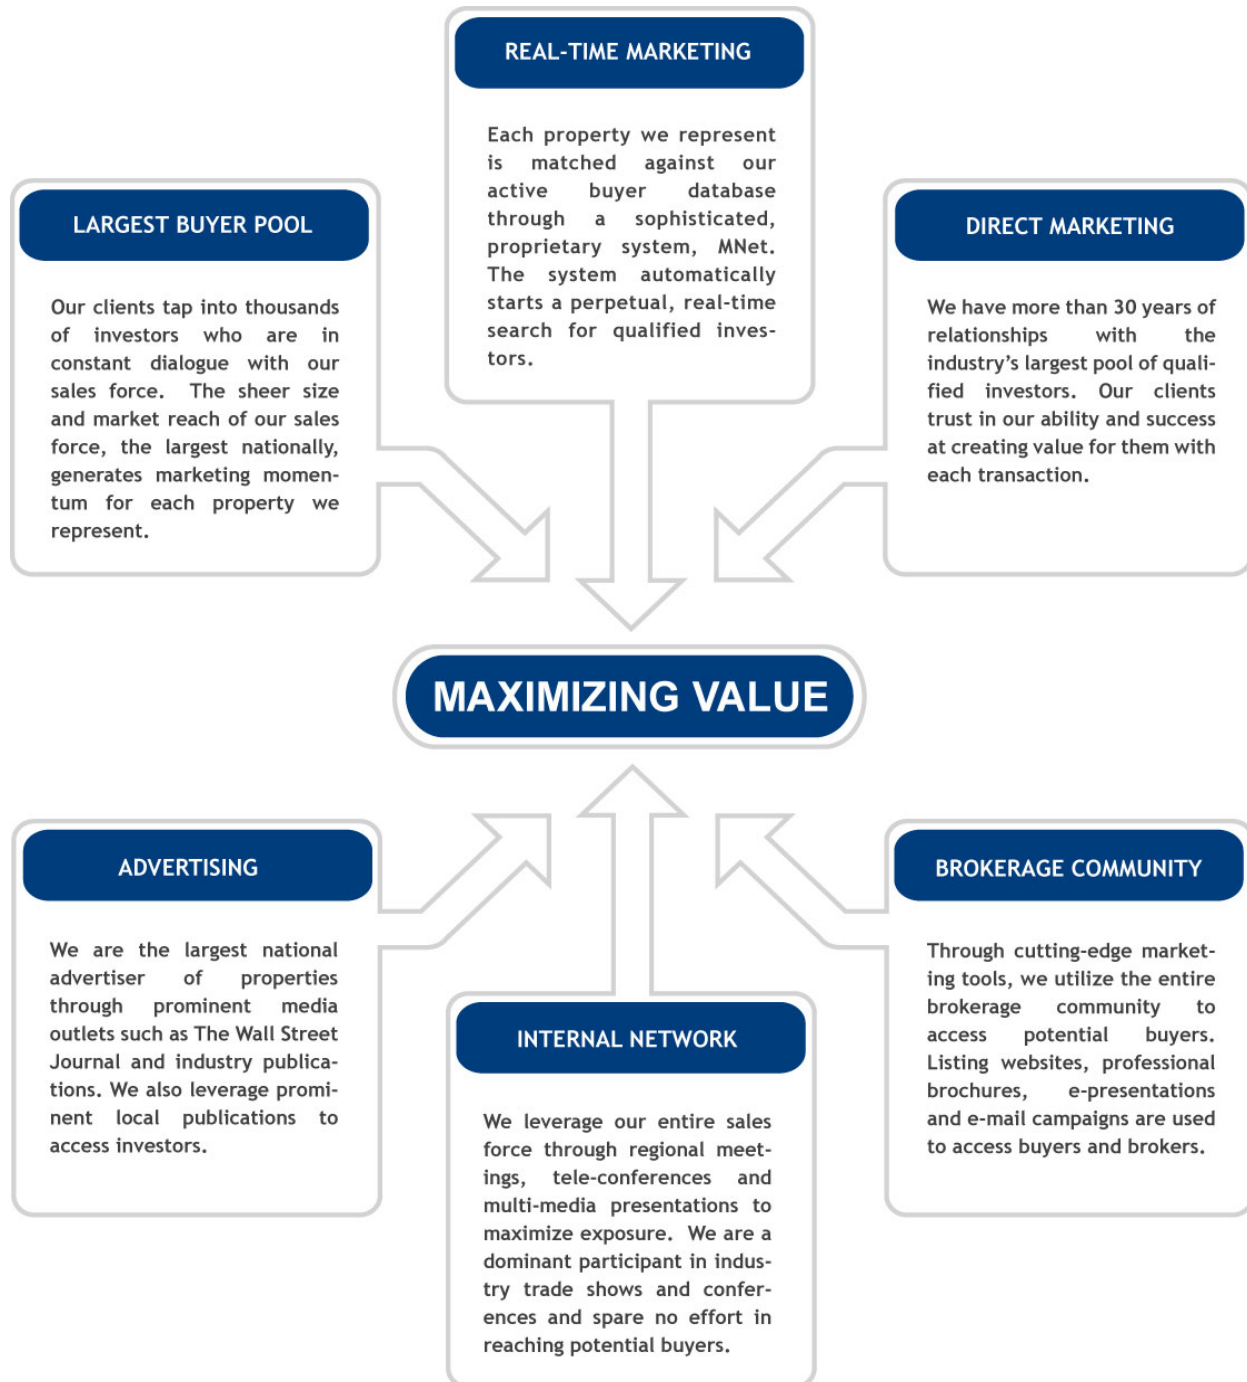 REAL-TIME MARKETING
Each property we represent
is matched against our
active buyer database
through a sophisticated,
proprietary system, MNet.
The system automatically
starts a perpetual, real-time
search for qualified inves-
tors.
LARGEST BUYER POOL
Our clients tap into thousands
of investors who are in
constant dialogue with our
sales force. The sheer size
and market reach of our sales
force, the largest nationally,
generates marketing momen-
tum for each property we
represent.
DIRECT MARKETING
We have more than 30 years of
relationships with the
industry's largest pool of quali-
fied investors. Our clients
trust in our ability and success
at creating value for them with
each transaction.
MAXIMIZING VALUE
ADVERTISING
We are the largest national
advertiser of properties
through prominent media
outlets such as The Wall Street
Journal and industry publica-
tions. We also leverage promi-
nent local publications to
access investors.
INTERNAL NETWORK
We leverage our entire sales
force through regional meet-
ings, tele-conferences and
multi-media presentations to
maximize exposure. We are a
dominant participant in indus-
try trade shows and confer-
ences and spare no effort in
reaching potential buyers.
BROKERAGE COMMUNITY
Through cutting-edge market-
ing tools, we utilize the entire
brokerage community to
access potential buyers.
Listing websites, professional
brochures, e-presentations
and e-mail campaigns are used
to access buyers and brokers.